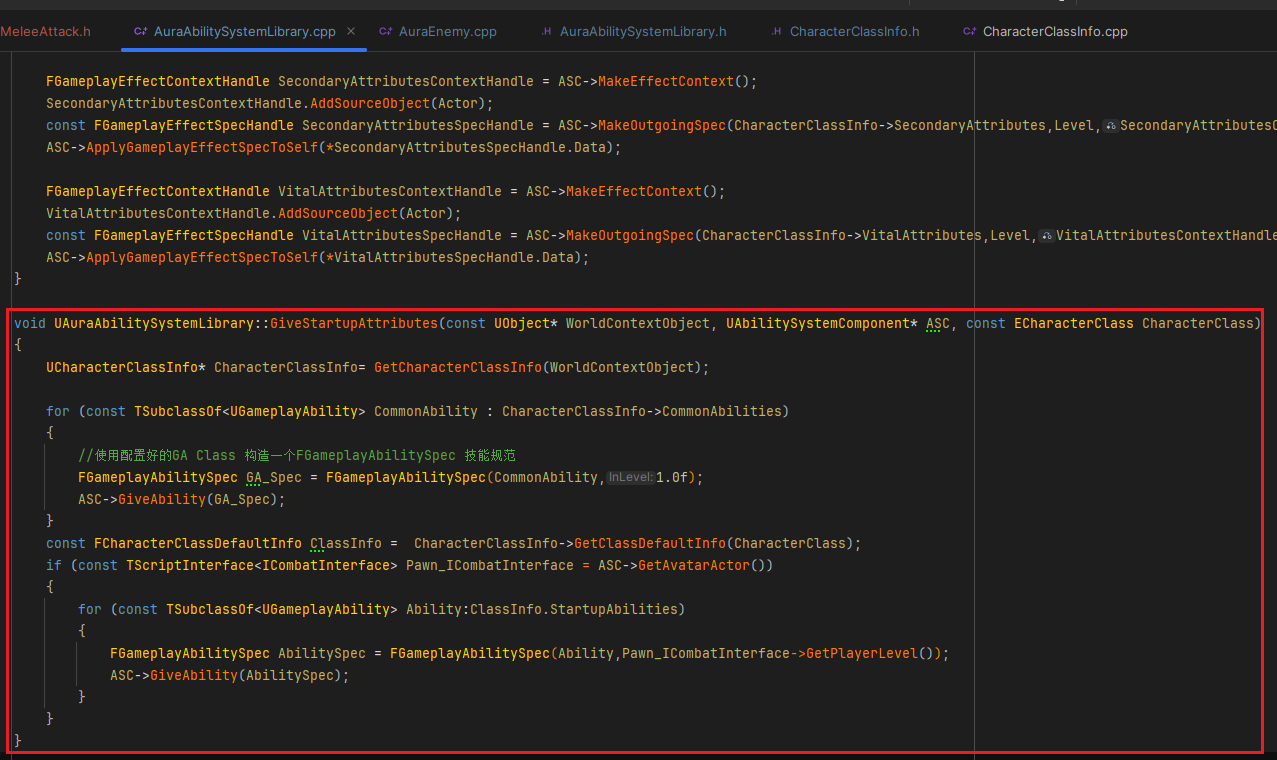 MeleeAttack.h
AuraAbilitySystemLibrary.cpp
AuraEnemy.cpp
AuraAbilitySystemLibrary.h
CharacterClassInfo.h
CharacterClassInfo.cpp
FGameplayEffectContextHandle SecondaryAttributesContextHandle = ASC->MakeEffectContext();
SecondaryAttributesContextHandle.AddSourceObject(Actor);
const FGameplayEffectSpecHandle SecondaryAttributesSpecHandle = ASC->MakeOutgoingSpec(CharacterClassInfo->SecondaryAttributes,Level,SecondaryAttributesC
ASC->ApplyGameplayEffectSpecToSelf(*SecondaryAttributesSpecHandle.Data);
FGameplayEffectContextHandle VitalAttributesContextHandle = ASC->MakeEffectContext();
VitalAttributesContextHandle.AddSourceObject(Actor);
const FGameplayEffectSpecHandle VitalAttributesSpecHandle = ASC->MakeOutgoingSpec(CharacterClassInfo->VitalAttributes,Level,VitalAttributesContextHandle
ASC->ApplyGameplayEffectSpecToSelf(*VitalAttributesSpecHandle.Data);
}
void UAuraAbilitySystemLibrary::GiveStartupAttributes(const UObject* WorldContextObject, UAbilitySystemComponent* ASC, const ECharacterClass CharacterClass)
{
UCharacterClassInfo* CharacterClassInfo= GetCharacterClassInfo(WorldContextObject);
for (const TSubclassOf<UGameplayAbility> CommonAbility : CharacterClassInfo->CommonAbilities)
{
//使用配置好的GA Class 构造一个FGameplayAbilitySpec 技能规范
FGameplayAbilitySpec GA_Spec = FGameplayAbilitySpec(CommonAbility,InLevel:1.0f);
ASC->GiveAbility(GA_Spec);
}
const FCharacterClassDefaultInfo ClassInfo =  CharacterClassInfo->GetClassDefaultInfo(CharacterClass);
if (const TScriptInterface<ICombatInterface> Pawn_ICombatInterface = ASC->GetAvatarActor())
{
for (const TSubclassOf<UGameplayAbility> Ability:ClassInfo.StartupAbilities)
{
FGameplayAbilitySpec AbilitySpec = FGameplayAbilitySpec(Ability,Pawn_ICombatInterface->GetPlayerLevel());
ASC->GiveAbility(AbilitySpec);
}
}
}